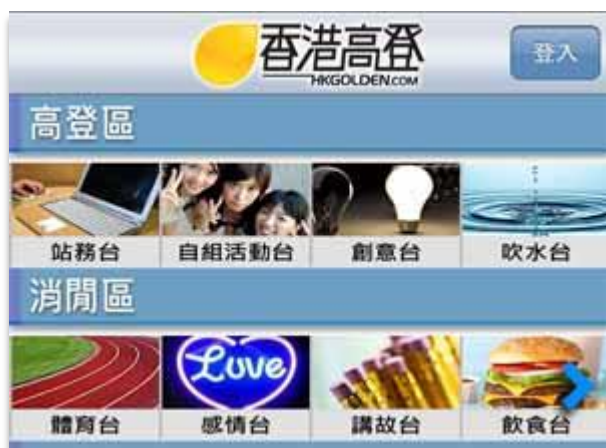 香港高登
HKGOLDEN.COM
登入
高登區
站務台
自組活動台
創意台
吹水台
消閒區
Love
體育台
感情台
講故台
飲食台